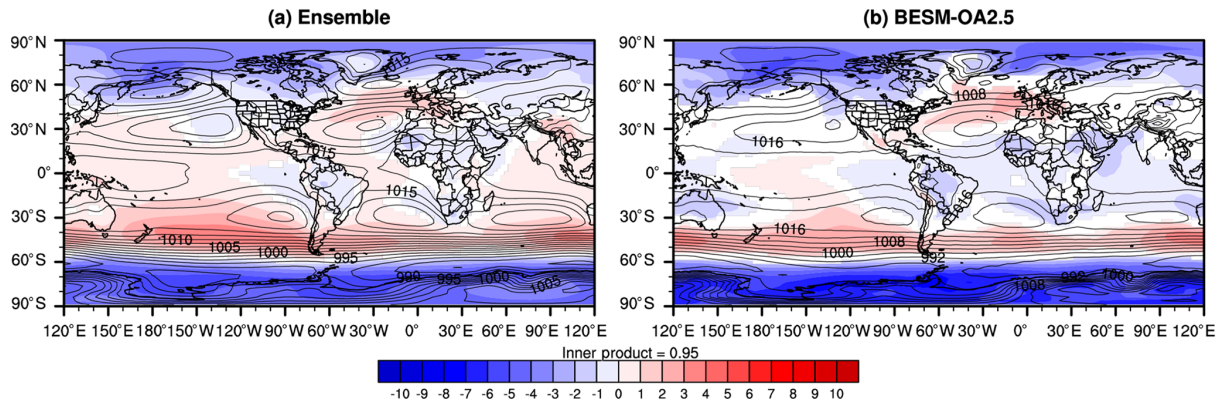 (a) Ensemble
(b) BESM-OA2.5
90°N
60°N
30°N
0°
30°S
60°S
90°S
1015
1015
1015
1010
1005
1000
995
990
995
1000
1005
90°N
60°N
30°N
0°
30°S
60°S
90°S
1008
1016
1016
1016
1000
1008
992
1008
992
1000
120°E 150°E 180°W 150°W 120°W 90°W 60°W 30°W 0° 30°E 60°E 90°E 120°E
120°E 150°E 180°W 150°W 120°W 90°W 60°W 30°W 0° 30°E 60°E 90°E 120°E
Inner product = 0.95
-10 -9 -8 -7 -6 -5 -4 -3 -2 -1 0 1 2 3 4 5 6 7 8 9 10